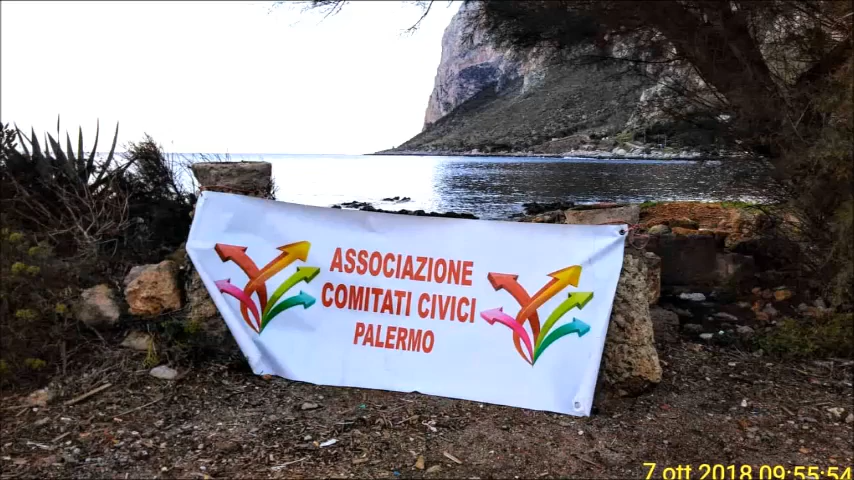 ASSOCIAZIONE
COMITATI CIVICI
PALERMO
7 ott 2018 09:55:54